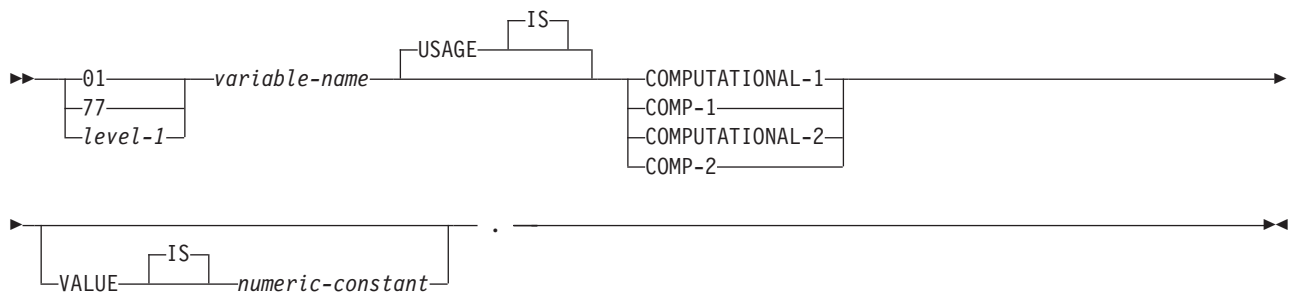 IS
USAGE
01 variable-name COMPUTATIONAL-1
77 COMP-1
level-1 COMPUTATIONAL-2
COMP-2
.
IS
VALUE numeric-constant